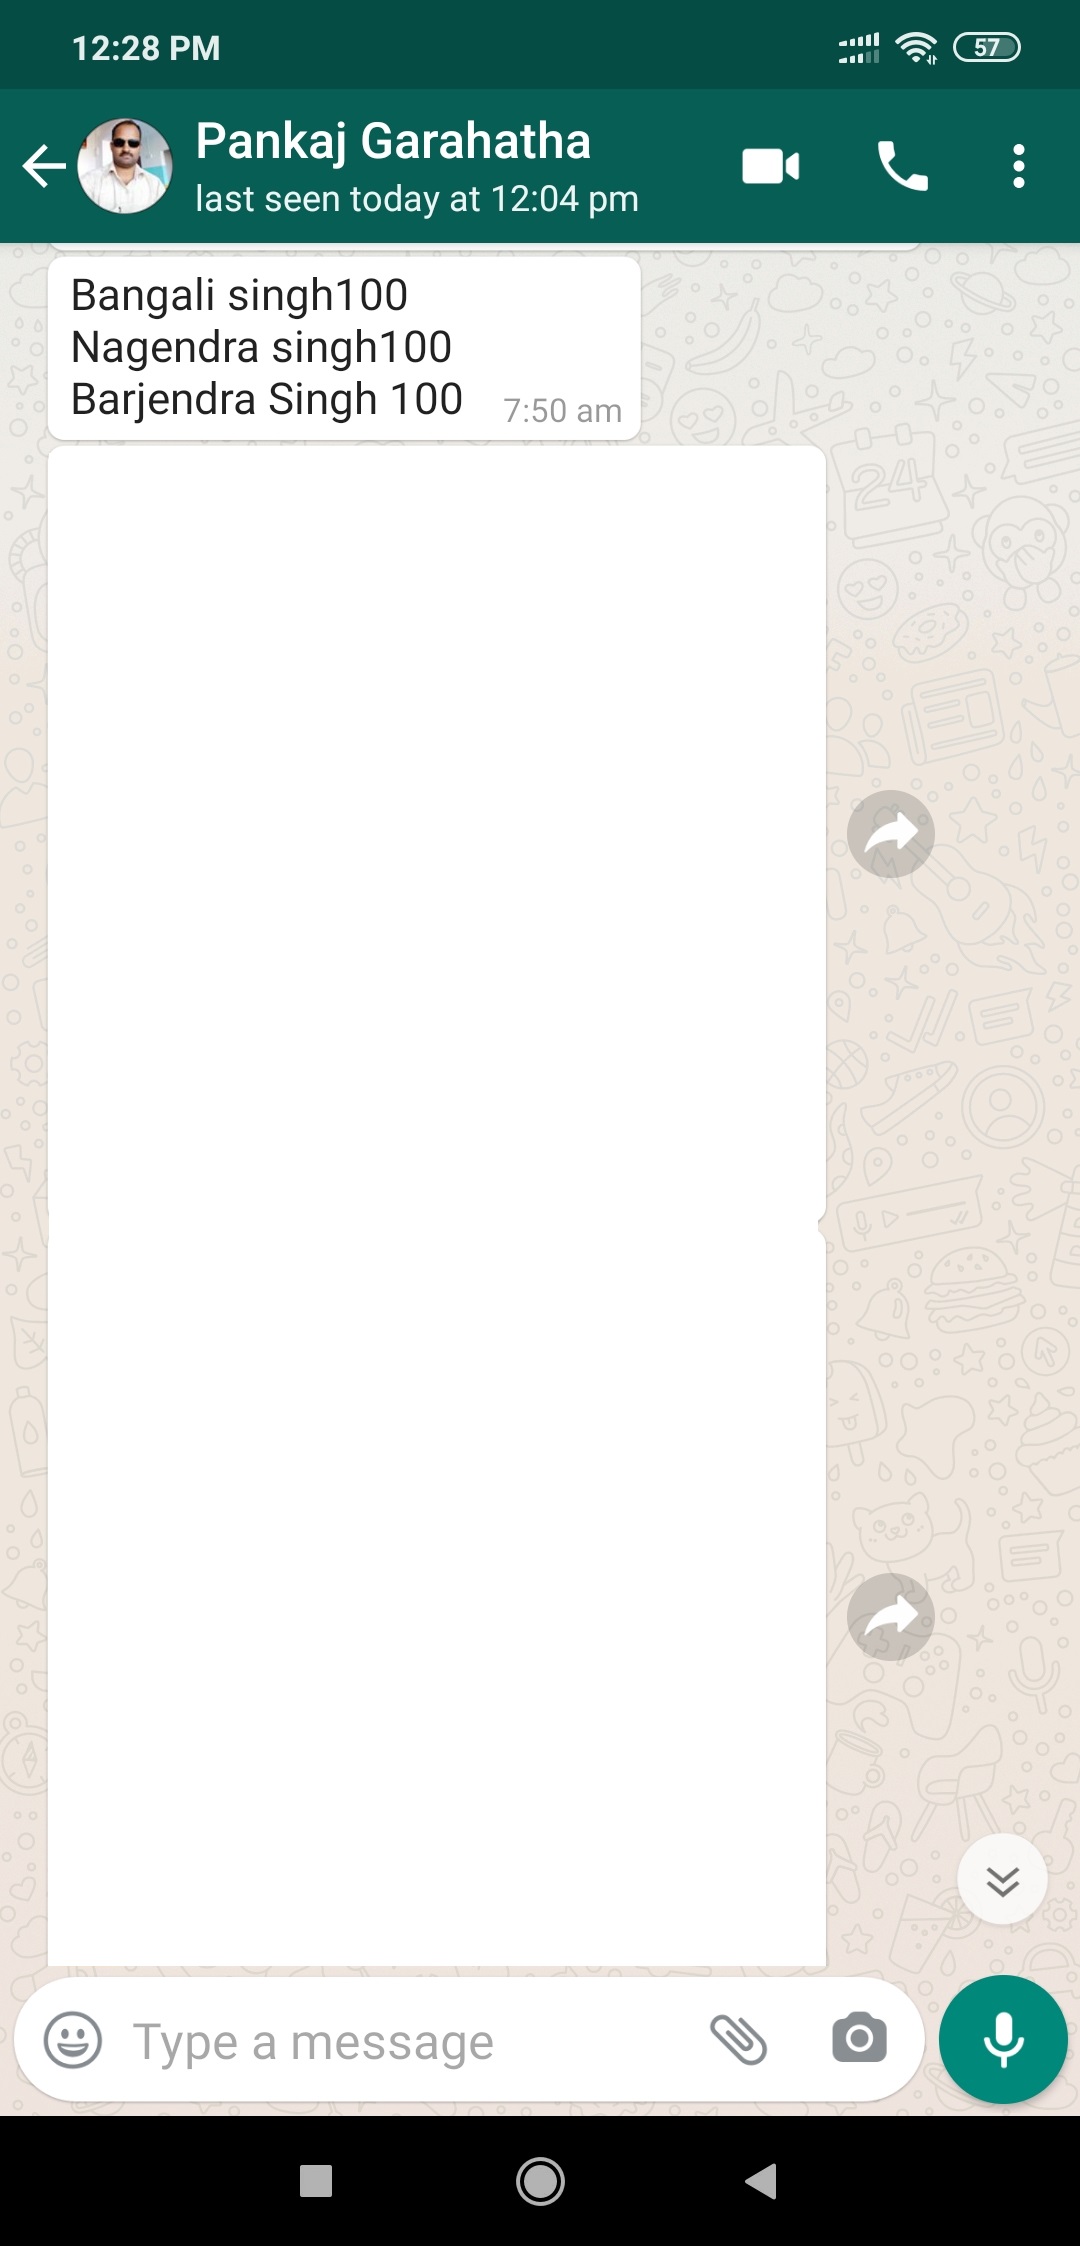 12:28 PM
57
Pankaj Garahatha
last seen today at 12:04 pm
Bangali singh100
Nagendra singh100
Barjendra Singh 100
7:50 am
24
Type a message